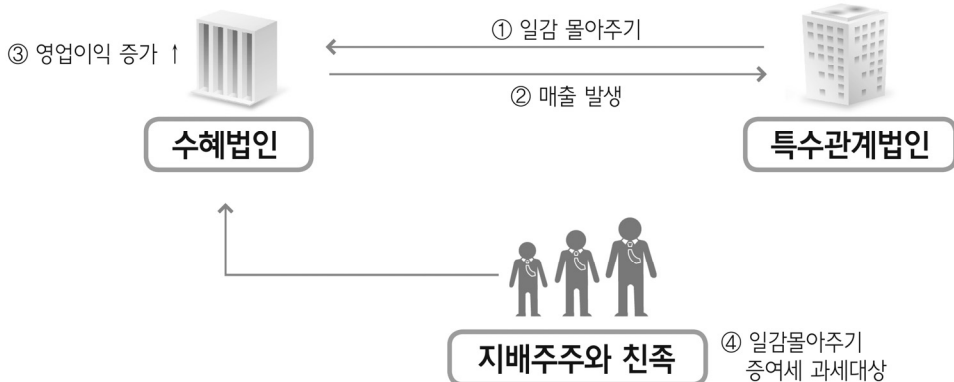 ① 일감 몰아주기
③ 영업이익 증가 ↑
② 매출 발생
수혜법인
특수관계법인
지배주주와 친족
④ 일감몰아주기
증여세 과세대상